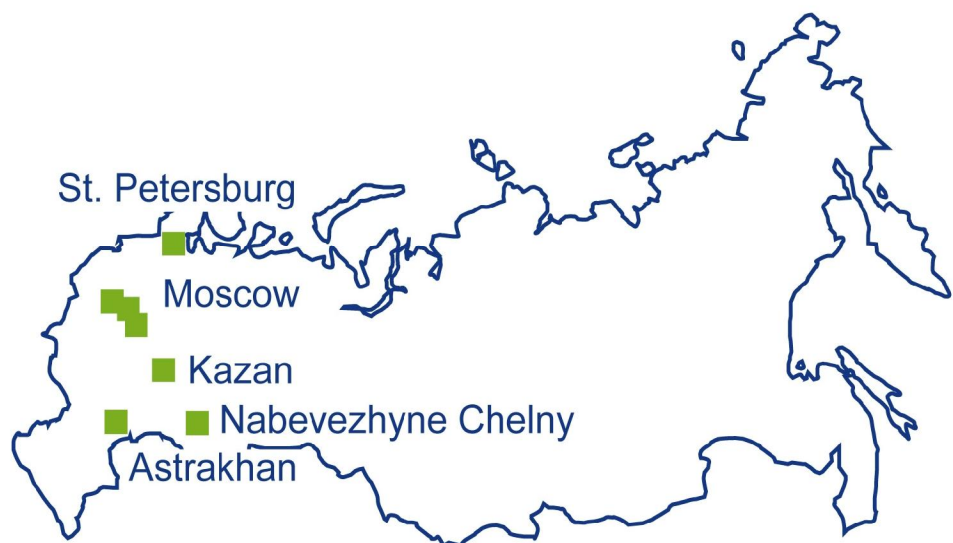 St. Petersburg
Moscow
Kazan
Nabevezhyne Chelny
Astrakhan